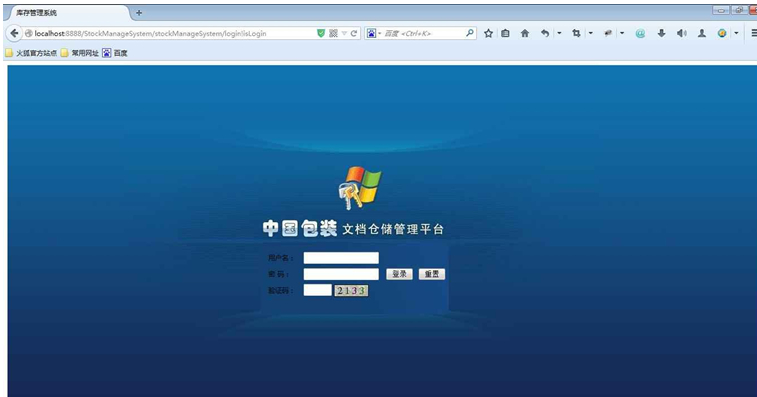 库存管理系统
localhost:8888/StockManageSystem/stockManageSystem/login!isLogin
百度 <Ctrl+K>
火狐官方站点 常用网址 百度
中国包装 文档仓储管理平台
用户名：
密 码： 登录 重置
验证码： 2133